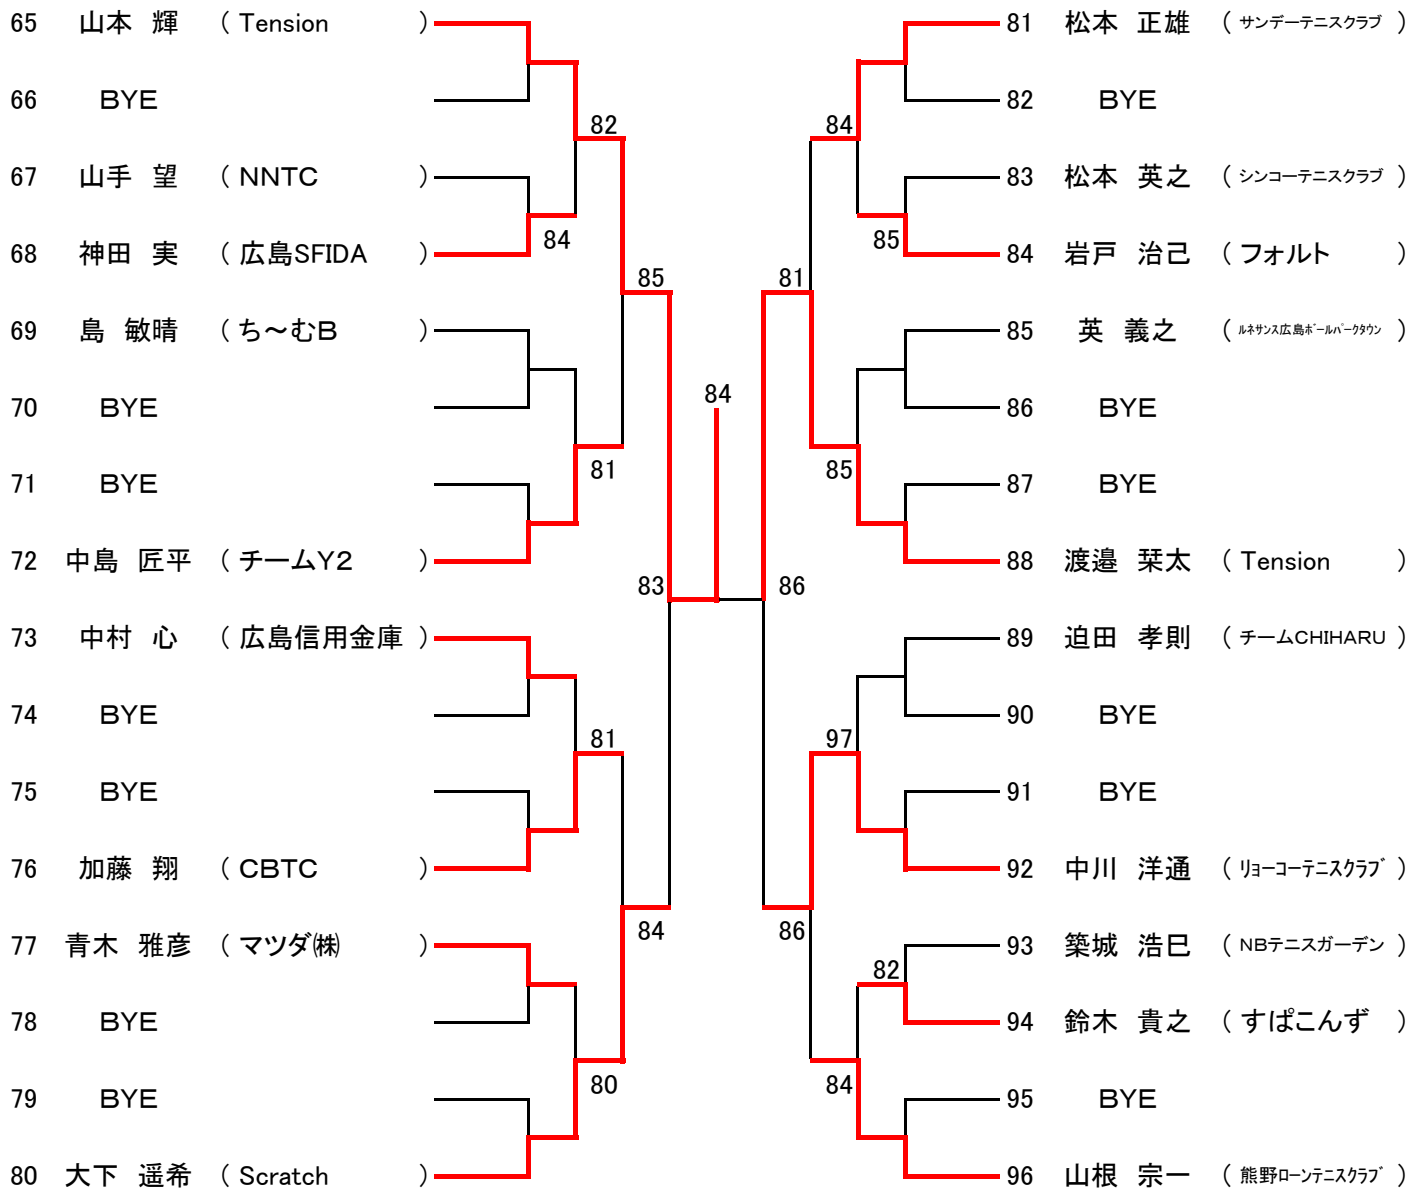 65 山本 輝 ( Tension )
66 BYE
82
67 山手 望 ( NNTC )
84
68 神田 実 ( 広島SFIDA )
85
69 島 敏晴 ( ち～むB )
70 BYE
81
71 BYE
72 中島 匠平 ( チームY2 )
83
73 中村 心 ( 広島信用金庫 )
74 BYE
81
75 BYE
76 加藤 翔 ( CBTC )
84
77 青木 雅彦 ( マツダ㈱ )
78 BYE
80
79 BYE
80 大下 遥希 ( Scratch )
84
81 松本 正雄 ( サンデーテニスクラブ )
82 BYE
84
83 松本 英之 ( シンコーテニスクラブ )
85
84 岩戸 治己 ( フォルト )
81
85 英 義之 ( ルネサンス広島ボールパークタウン )
86 BYE
85
87 BYE
88 渡邉 栞太 ( Tension )
86
89 迫田 孝則 ( チームCHIHARU )
90 BYE
97
91 BYE
92 中川 洋通 ( リョーコーテニスクラブ )
86
93 築城 浩巳 ( NBテニスガーデン )
82
94 鈴木 貴之 ( すぱこんず )
84
95 BYE
96 山根 宗一 ( 熊野ローンテニスクラブ )